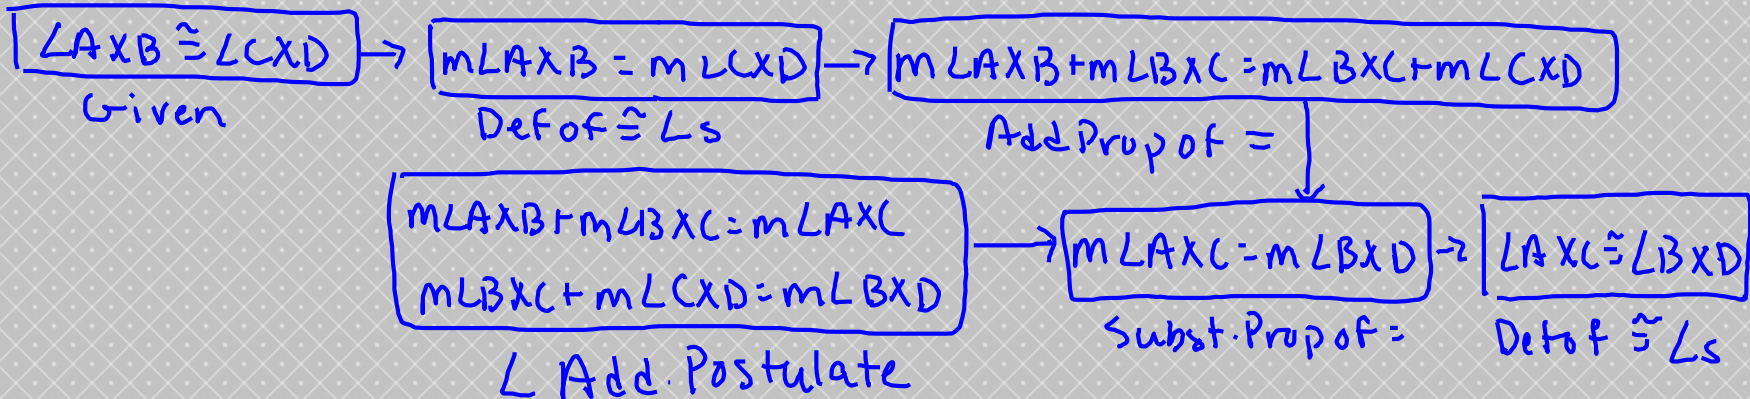 ∠AXB ≅ ∠CXD → m∠AXB = m∠CXD → m∠AXB + m∠BXC = m∠BXC + m∠CXD
Given
Def of ≅ ∠s
Add Prop of =
m∠AXB + m∠BXC = m∠AXC
m∠BXC + m∠CXD = m∠BXD
∠ Add. Postulate
→ m∠AXC = m∠BXD → ∠AXC ≅ ∠BXD
Subst. Prop of =
Def of ≅ ∠s